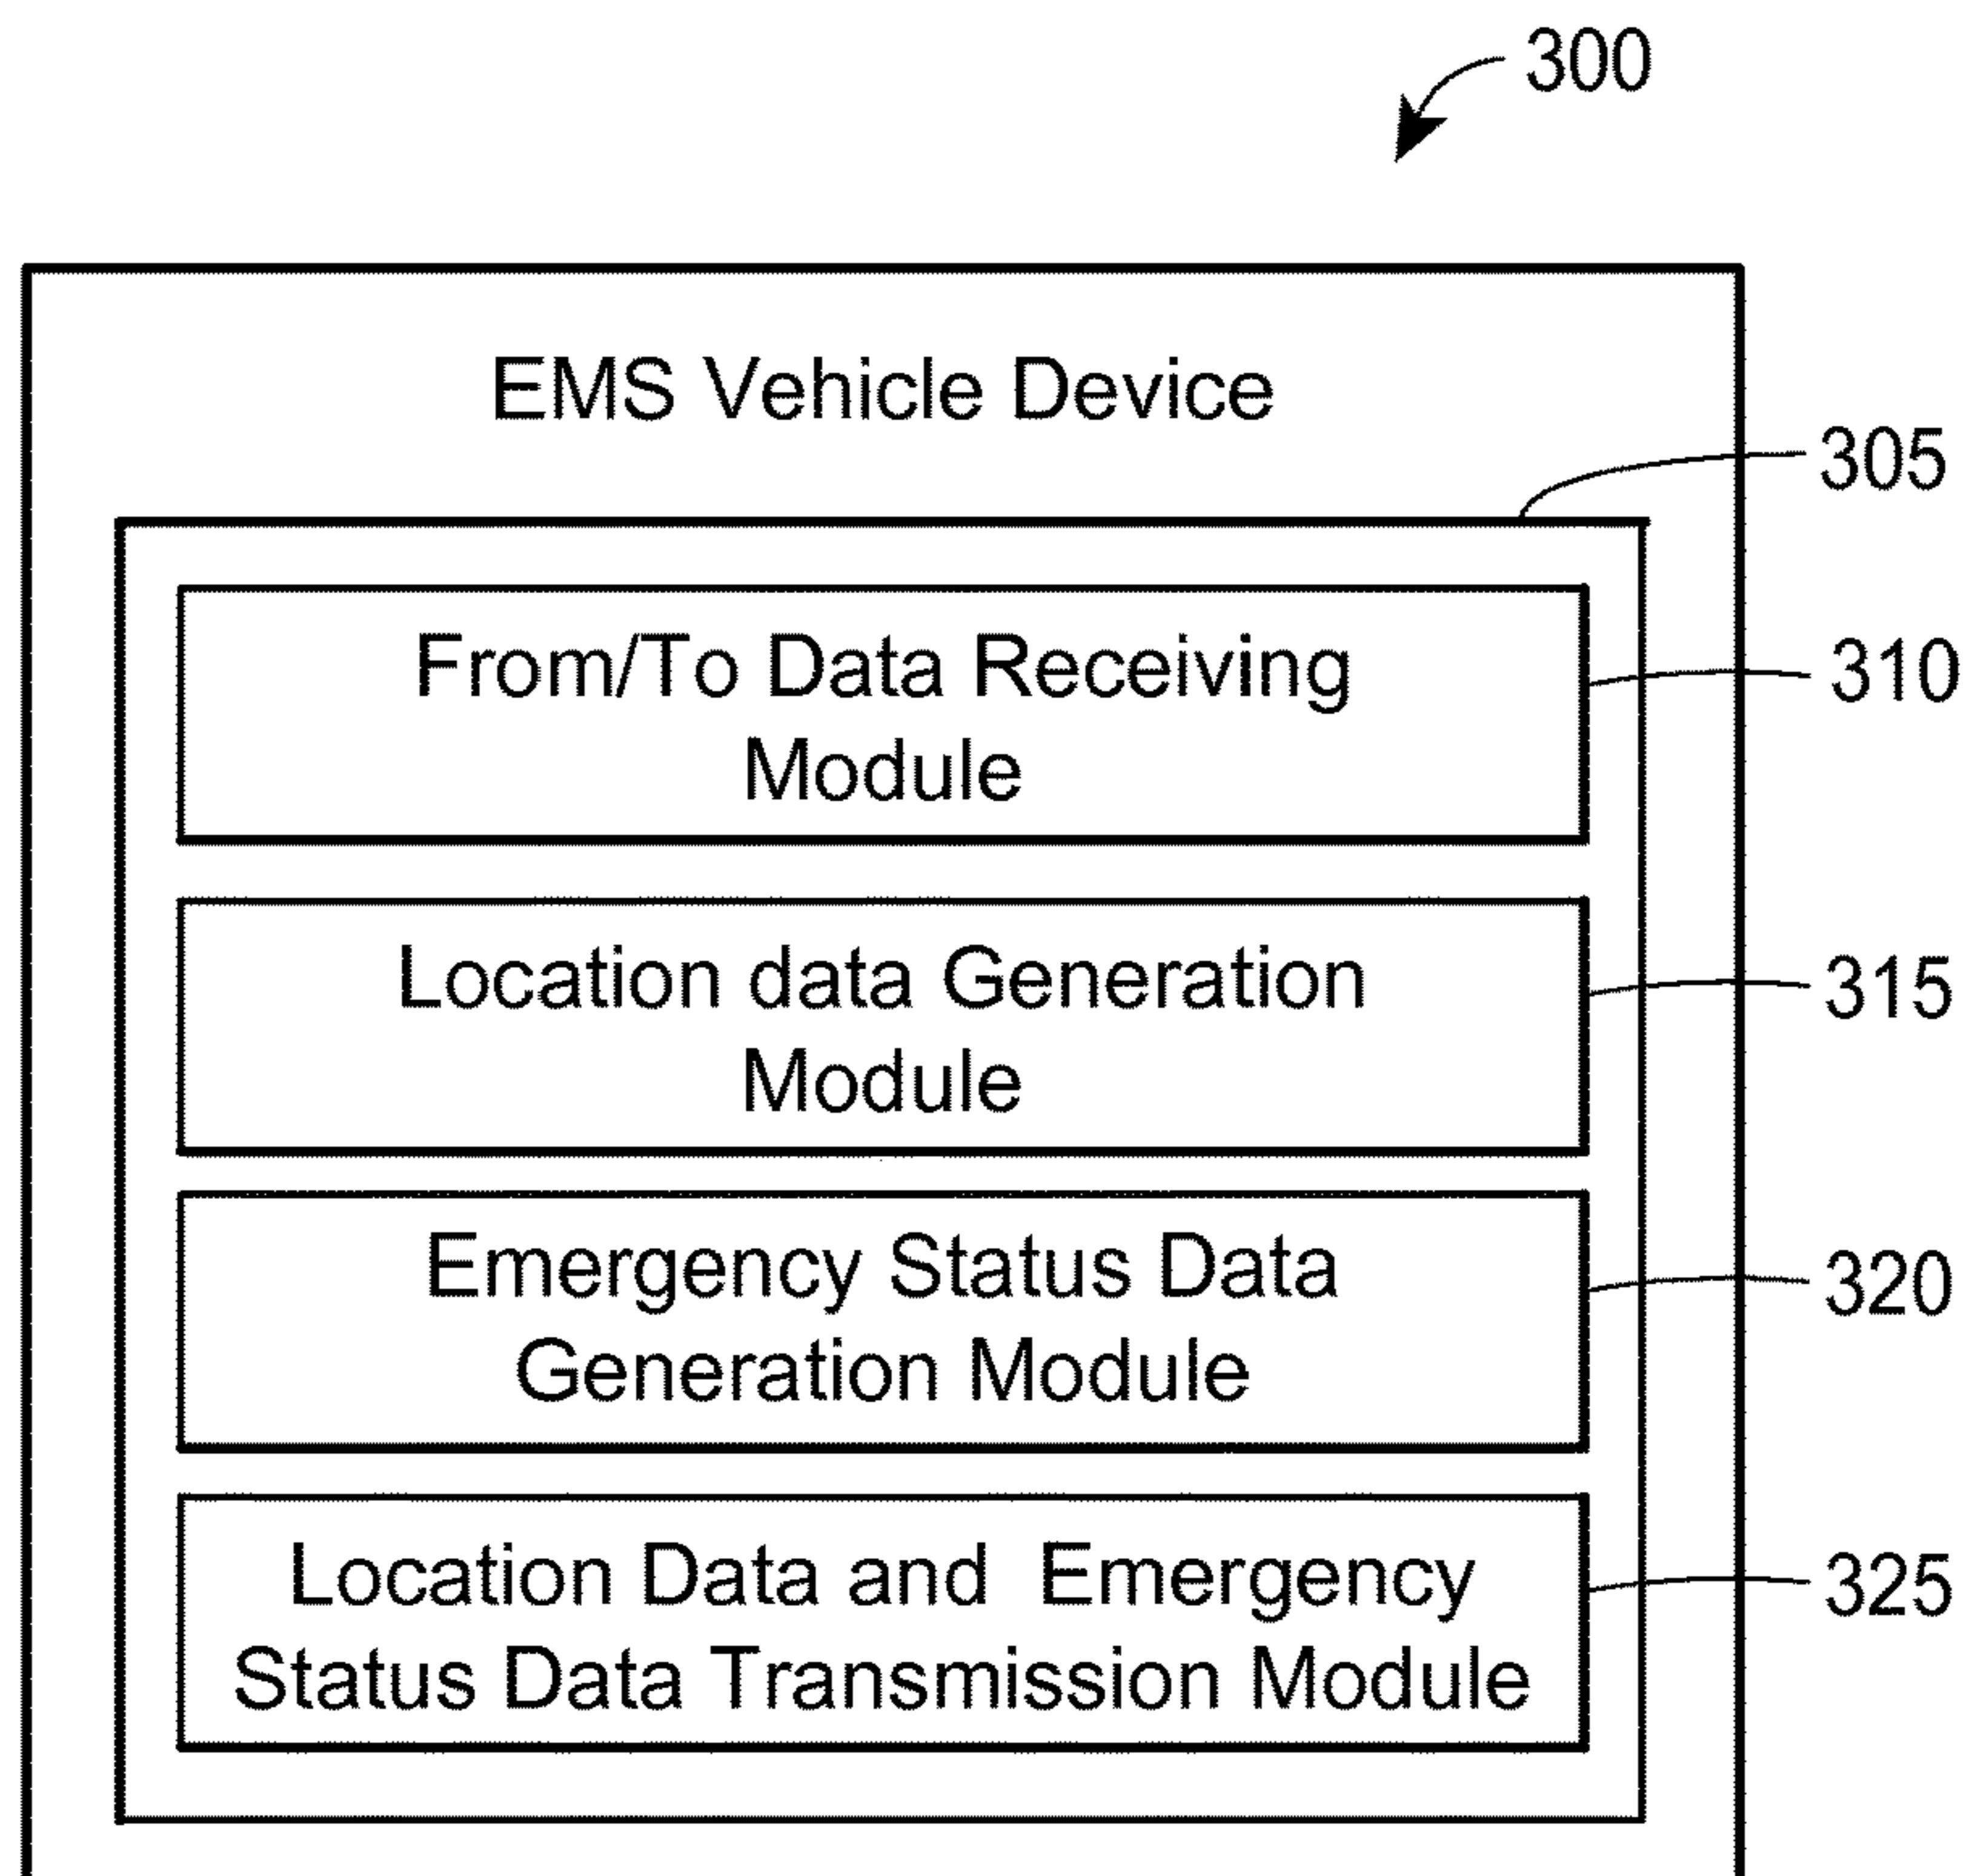 300
EMS Vehicle Device
305
From/To Data Receiving
Module
310
Location data Generation
Module
315
Emergency Status Data
Generation Module
320
Location Data and Emergency
Status Data Transmission Module
325